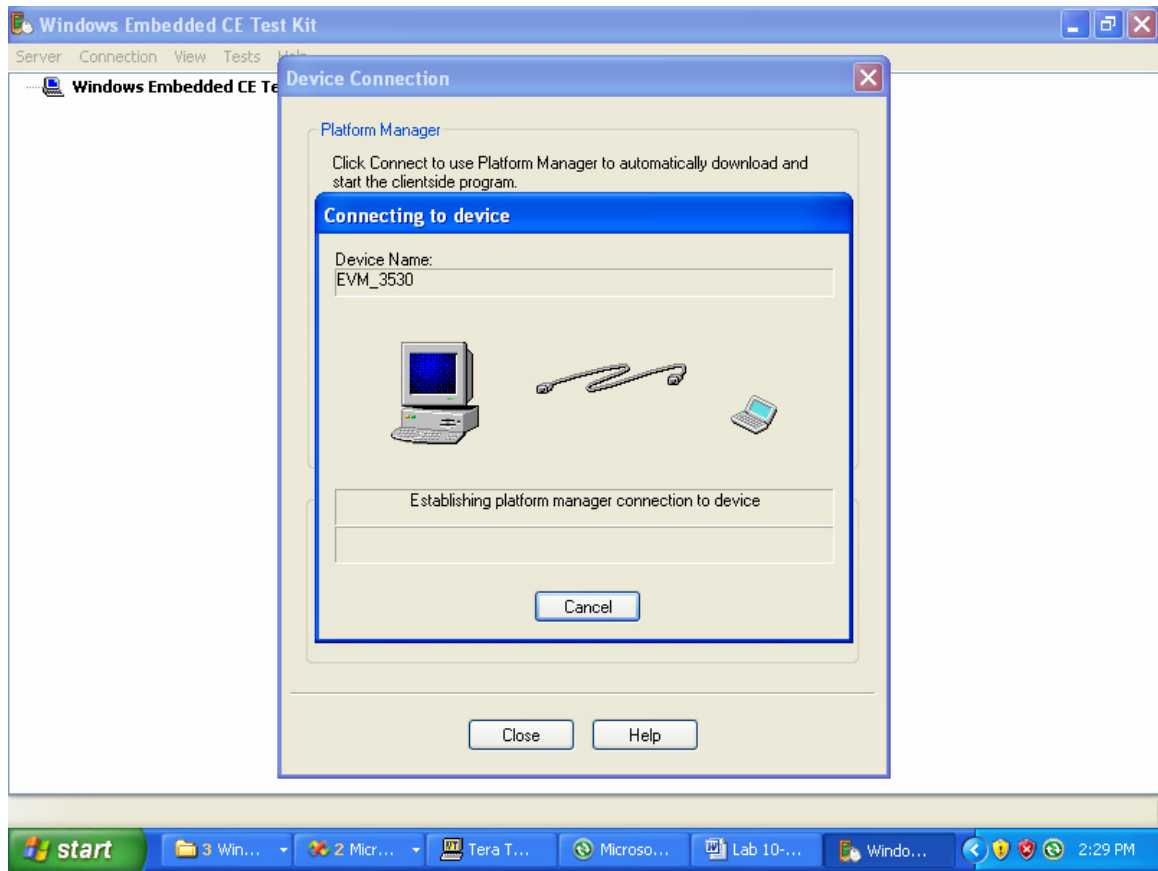 Windows Embedded CE Test Kit
Server Connection View Tests Help
Windows Embedded CE Te
Device Connection
Platform Manager
Click Connect to use Platform Manager to automatically download and
start the clientside program.
Connecting to device
Device Name:
EVM_3530
Establishing platform manager connection to device
Cancel
Close Help
start 3 Win... 2 Micr... Tera T... Microso... Lab 10-... Windo... 2:29 PM